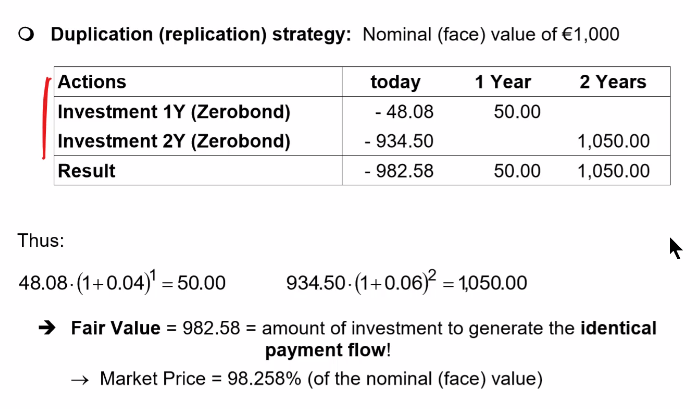 O Duplication (replication) strategy: Nominal (face) value of €1,000
Actions today 1 Year 2 Years
Investment 1Y (Zerobond) - 48.08 50.00
Investment 2Y (Zerobond) - 934.50 1,050.00
Result - 982.58 50.00 1,050.00
Thus:
48.08·(1+0.04)¹ = 50.00 934.50·(1+0.06)² = 1,050.00
➔ Fair Value = 982.58 = amount of investment to generate the identical
payment flow!
→ Market Price = 98.258% (of the nominal (face) value)